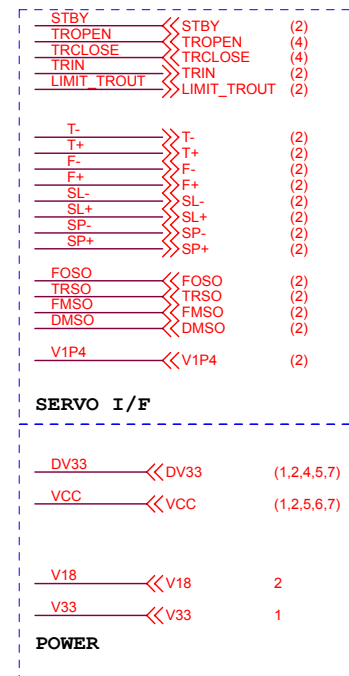 STBY STBY (2)
TROPEN TROPEN (4)
TRCLOSE TRCLOSE (4)
TRIN TRIN (2)
LIMIT_TROUT LIMIT_TROUT (2)
T- T- (2)
T+ T+ (2)
F- F- (2)
F+ F+ (2)
SL- SL- (2)
SL+ SL+ (2)
SP- SP- (2)
SP+ SP+ (2)
FOSO FOSO (2)
TRSO TRSO (2)
FMSO FMSO (2)
DMSO DMSO (2)
V1P4 V1P4 (2)
SERVO I/F
DV33 DV33 (1,2,4,5,7)
VCC VCC (1,2,5,6,7)
V18 V18 2
V33 V33 1
POWER